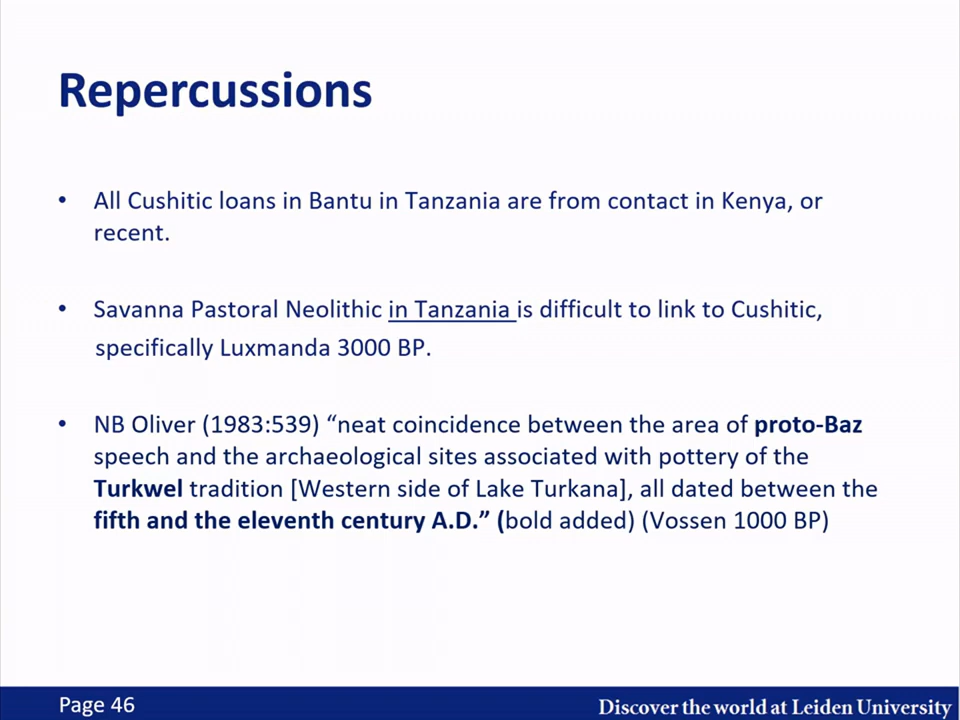 Repercussions
• All Cushitic loans in Bantu in Tanzania are from contact in Kenya, or
recent.
• Savanna Pastoral Neolithic in Tanzania is difficult to link to Cushitic,
specifically Luxmanda 3000 BP.
• NB Oliver (1983:539) “neat coincidence between the area of proto-Baz
speech and the archaeological sites associated with pottery of the
Turkwel tradition [Western side of Lake Turkana], all dated between the
fifth and the eleventh century A.D.” (bold added) (Vossen 1000 BP)
Page 46
Discover the world at Leiden University